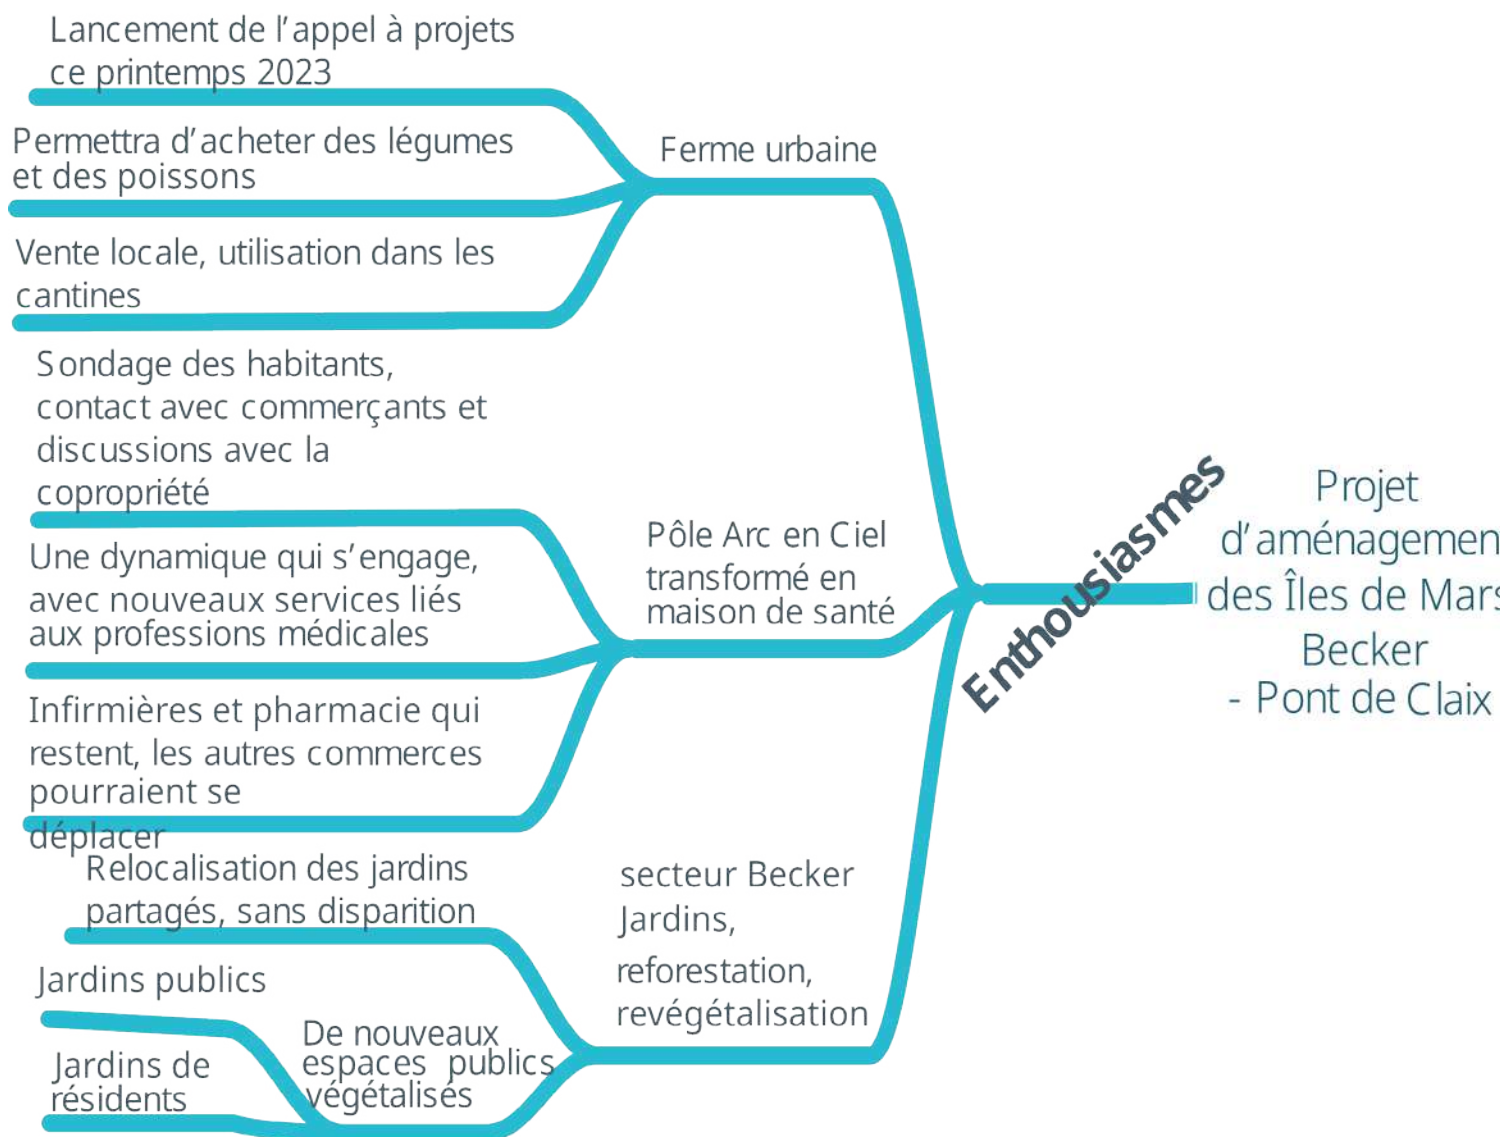 Lancement de l'appel à projets
ce printemps 2023
Permettra d'acheter des légumes
et des poissons
Vente locale, utilisation dans les
cantines
Ferme urbaine
Sondage des habitants,
contact avec commerçants et
discussions avec la
copropriété
Une dynamique qui s'engage,
avec nouveaux services liés
aux professions médicales
Infirmières et pharmacie qui
restent, les autres commerces
pourraient se
déplacer
Pôle Arc en Ciel
transformé en
maison de santé
Relocalisation des jardins
partagés, sans disparition
Jardins publics
Jardins de
résidents
De nouveaux
espaces publics
végétalisés
secteur Becker
Jardins,
reforestation,
revégétalisation
Enthousiasmes
Projet
d'aménagemen
des Îles de Mars
Becker
- Pont de Claix